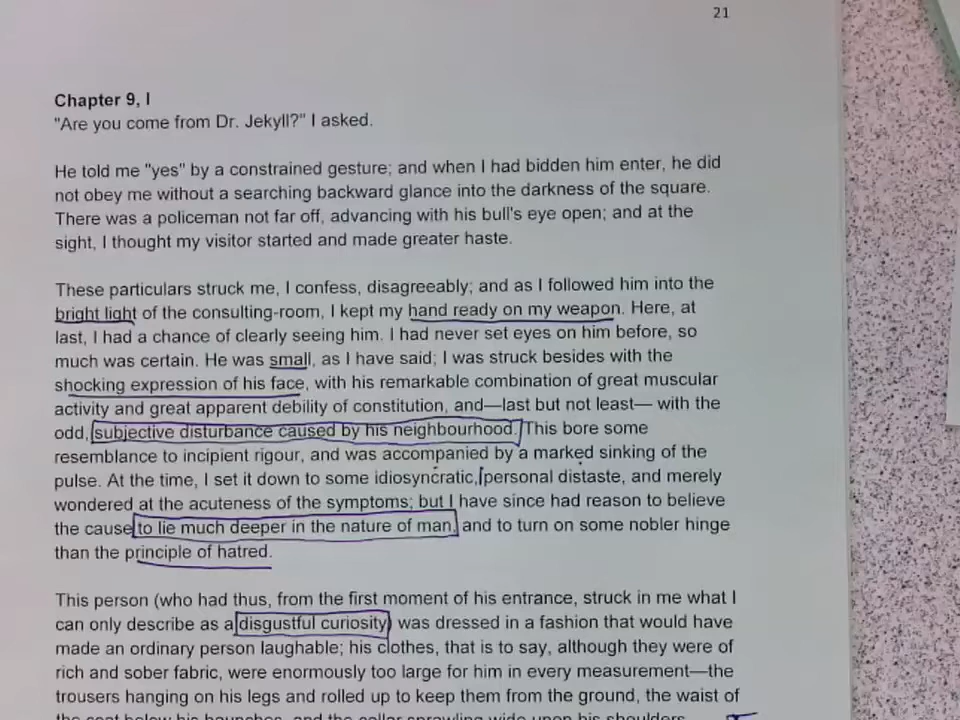 21
Chapter 9, I
"Are you come from Dr. Jekyll?" I asked.
He told me "yes" by a constrained gesture; and when I had bidden him enter, he did
not obey me without a searching backward glance into the darkness of the square.
There was a policeman not far off, advancing with his bull's eye open; and at the
sight, I thought my visitor started and made greater haste.
These particulars struck me, I confess, disagreeably; and as I followed him into the
bright light of the consulting-room, I kept my hand ready on my weapon. Here, at
last, I had a chance of clearly seeing him. I had never set eyes on him before, so
much was certain. He was small, as I have said; I was struck besides with the
shocking expression of his face, with his remarkable combination of great muscular
activity and great apparent debility of constitution, and—last but not least— with the
odd, subjective disturbance caused by his neighbourhood. This bore some
resemblance to incipient rigour, and was accompanied by a marked sinking of the
pulse. At the time, I set it down to some idiosyncratic, personal distaste, and merely
wondered at the acuteness of the symptoms; but I have since had reason to believe
the cause to lie much deeper in the nature of man, and to turn on some nobler hinge
than the principle of hatred.
This person (who had thus, from the first moment of his entrance, struck in me what I
can only describe as a disgustful curiosity) was dressed in a fashion that would have
made an ordinary person laughable; his clothes, that is to say, although they were of
rich and sober fabric, were enormously too large for him in every measurement—the
trousers hanging on his legs and rolled up to keep them from the ground, the waist of
the coat below his haunches, and the collar sprawling wide upon his shoulders.